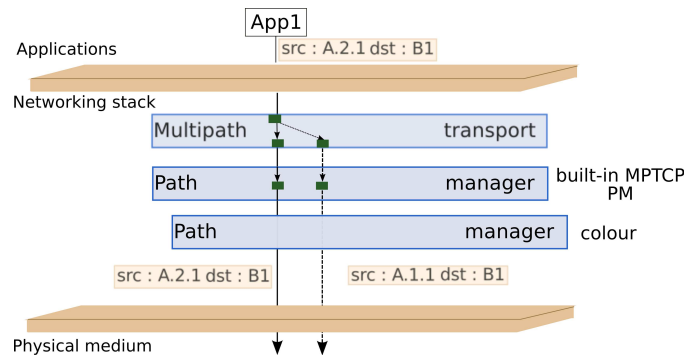 App1
Applications
src : A.2.1 dst : B1
Networking stack
Multipath transport
Path manager
built-in MPTCP
PM
Path manager
colour
src : A.2.1 dst : B1
src : A.1.1 dst : B1
Physical medium